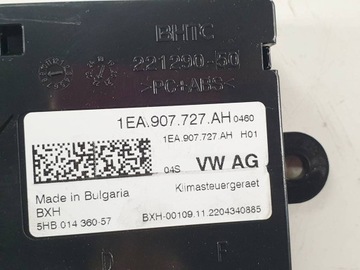 BHTC
221290-50
>PC+ABS<
1EA.907.727.AH 0460
1EA.907.727.AH H01
04S VW AG
Made in Bulgaria Klimasteuergeraet
BXH
5HB 014 360-57 BXH-00109.11.2204340885
D F